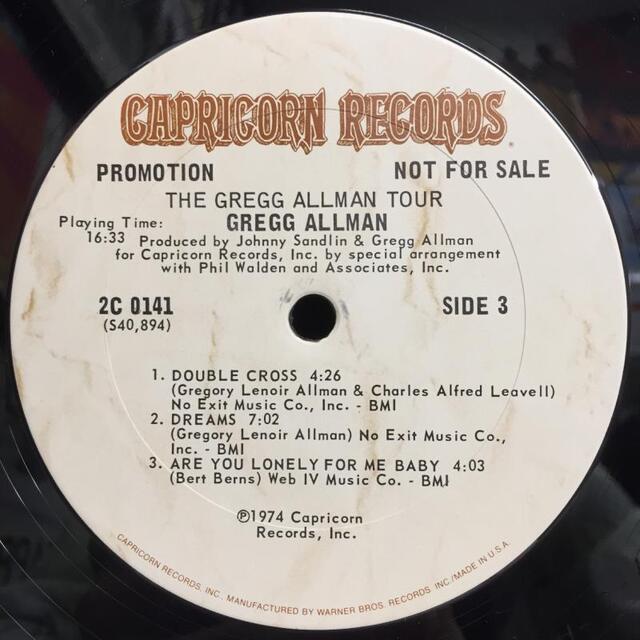 CAPRICORN RECORDS
PROMOTION NOT FOR SALE
THE GREGG ALLMAN TOUR
Playing Time: GREGG ALLMAN
16:33 Produced by Johnny Sandlin & Gregg Allman
for Capricorn Records, Inc. by special arrangement
with Phil Walden and Associates, Inc.
2C 0141 SIDE 3
(S40,894)
1. DOUBLE CROSS 4:26
(Gregory Lenoir Allman & Charles Alfred Leavell)
No Exit Music Co., Inc. - BMI
2. DREAMS 7:02
(Gregory Lenoir Allman) No Exit Music Co.,
Inc. - BMI
3. ARE YOU LONELY FOR ME BABY 4:03
(Bert Berns) Web IV Music Co. - BMI
℗1974 Capricorn
Records, Inc.
CAPRICORN RECORDS, INC. MANUFACTURED BY WARNER BROS. RECORDS INC./MADE IN U.S.A.